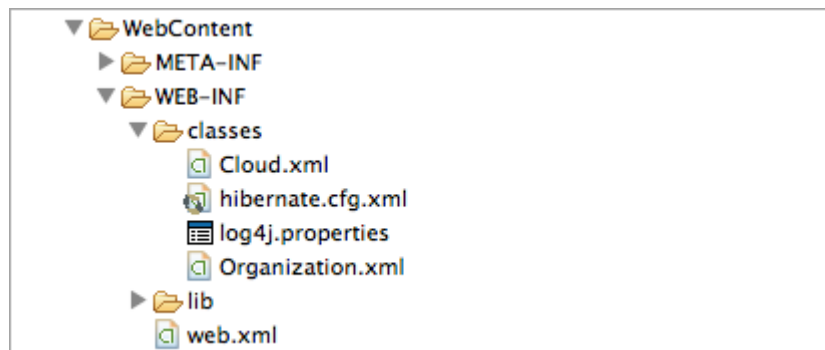 WebContent
META-INF
WEB-INF
classes
Cloud.xml
hibernate.cfg.xml
log4j.properties
Organization.xml
lib
web.xml